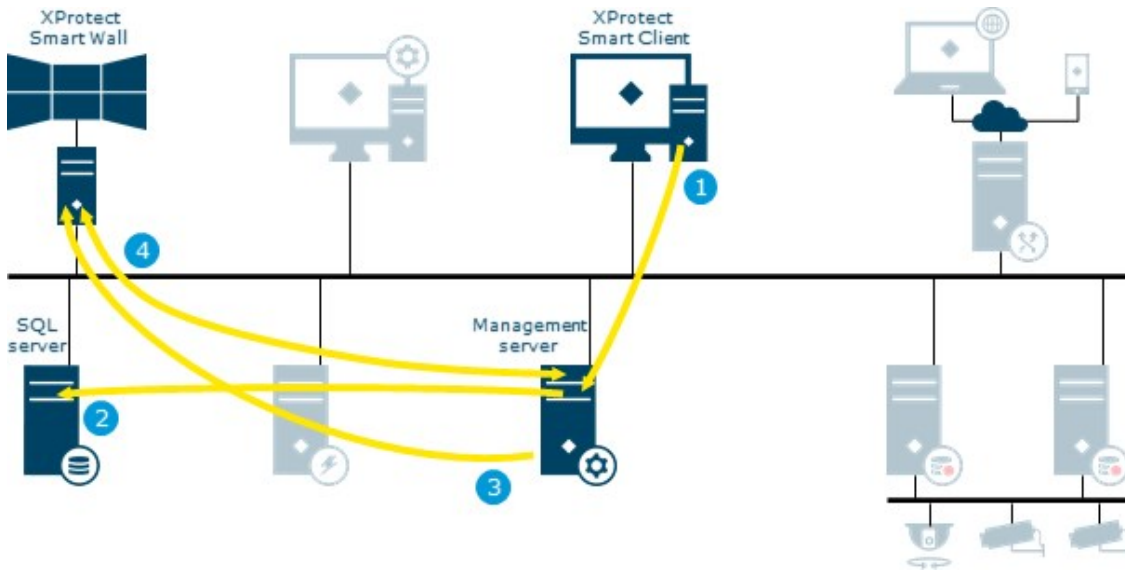 XProtect
Smart Wall
XProtect
Smart Client
1
4
SQL
server
Management
server
2
3